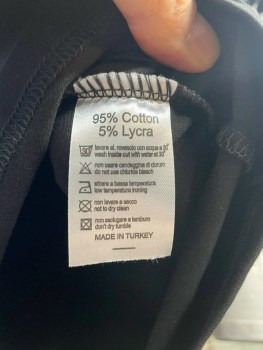 95% Cotton
5% Lycra
lavare al. rovescio con acqua a 30°
wash inside out with water at 30°
non usare candeggina di cloruro
do not use chloride bleach
stirare a bassa temperatura
low temperature ironing
non lavare a secco
not to dry clean
non asciugare a tamburo
don't dry tumble
MADE IN TURKEY